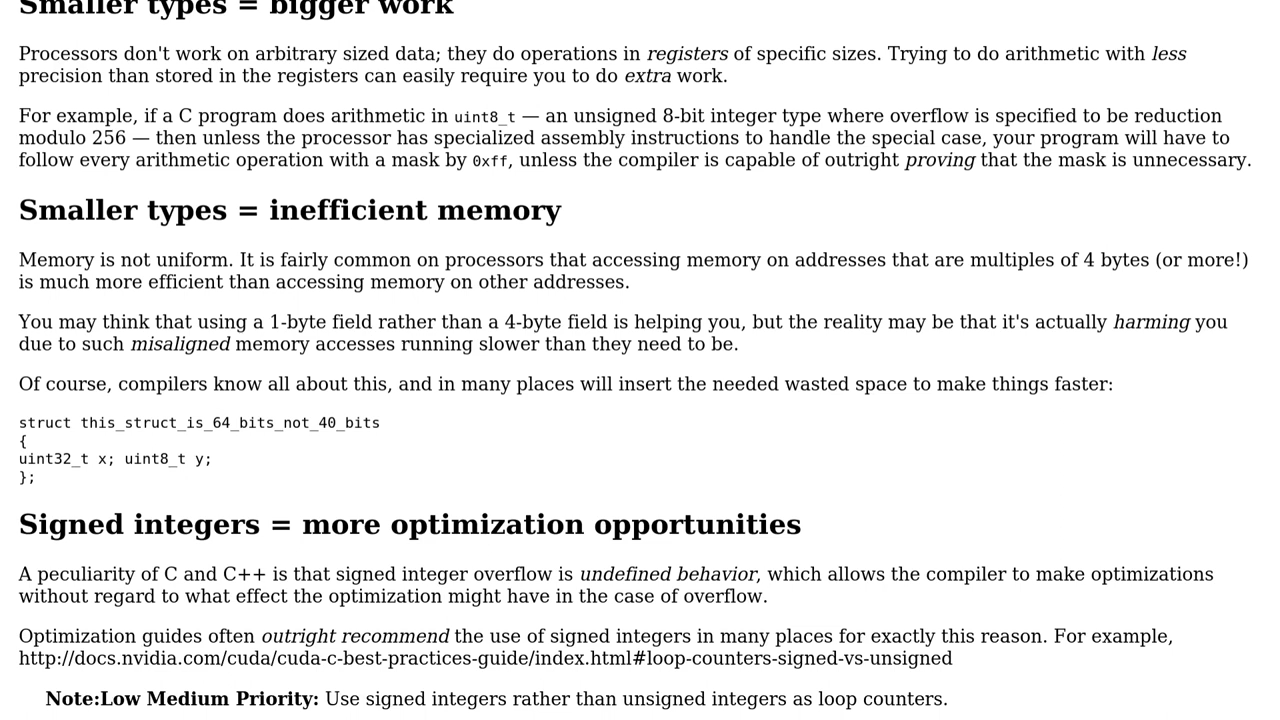 Smaller types = bigger work
Processors don't work on arbitrary sized data; they do operations in registers of specific sizes. Trying to do arithmetic with less
precision than stored in the registers can easily require you to do extra work.
For example, if a C program does arithmetic in uint8_t — an unsigned 8-bit integer type where overflow is specified to be reduction
modulo 256 — then unless the processor has specialized assembly instructions to handle the special case, your program will have to
follow every arithmetic operation with a mask by 0xff, unless the compiler is capable of outright proving that the mask is unnecessary.
Smaller types = inefficient memory
Memory is not uniform. It is fairly common on processors that accessing memory on addresses that are multiples of 4 bytes (or more!)
is much more efficient than accessing memory on other addresses.
You may think that using a 1-byte field rather than a 4-byte field is helping you, but the reality may be that it's actually harming you
due to such misaligned memory accesses running slower than they need to be.
Of course, compilers know all about this, and in many places will insert the needed wasted space to make things faster:
struct this_struct_is_64_bits_not_40_bits
{
uint32_t x; uint8_t y;
};
Signed integers = more optimization opportunities
A peculiarity of C and C++ is that signed integer overflow is undefined behavior, which allows the compiler to make optimizations
without regard to what effect the optimization might have in the case of overflow.
Optimization guides often outright recommend the use of signed integers in many places for exactly this reason. For example,
http://docs.nvidia.com/cuda/cuda-c-best-practices-guide/index.html#loop-counters-signed-vs-unsigned
Note:Low Medium Priority: Use signed integers rather than unsigned integers as loop counters.